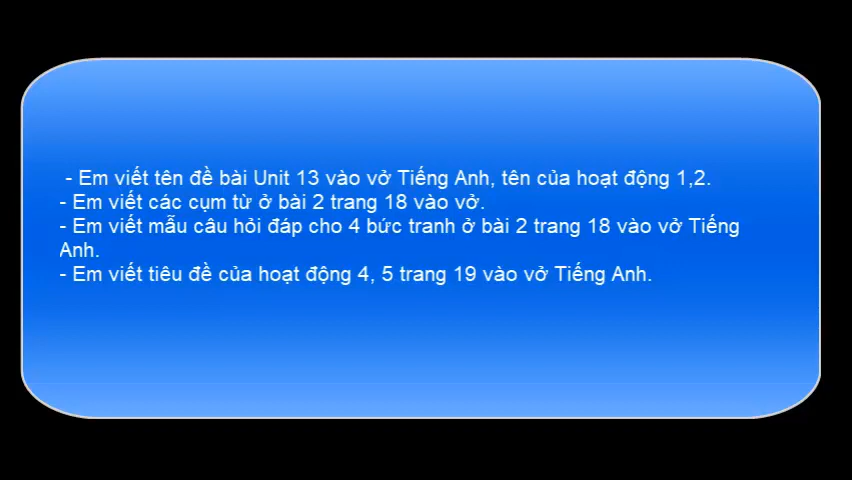 - Em viết tên đề bài Unit 13 vào vở Tiếng Anh, tên của hoạt động 1,2.
- Em viết các cụm từ ở bài 2 trang 18 vào vở.
- Em viết mẫu câu hỏi đáp cho 4 bức tranh ở bài 2 trang 18 vào vở Tiếng
Anh.
- Em viết tiêu đề của hoạt động 4, 5 trang 19 vào vở Tiếng Anh.